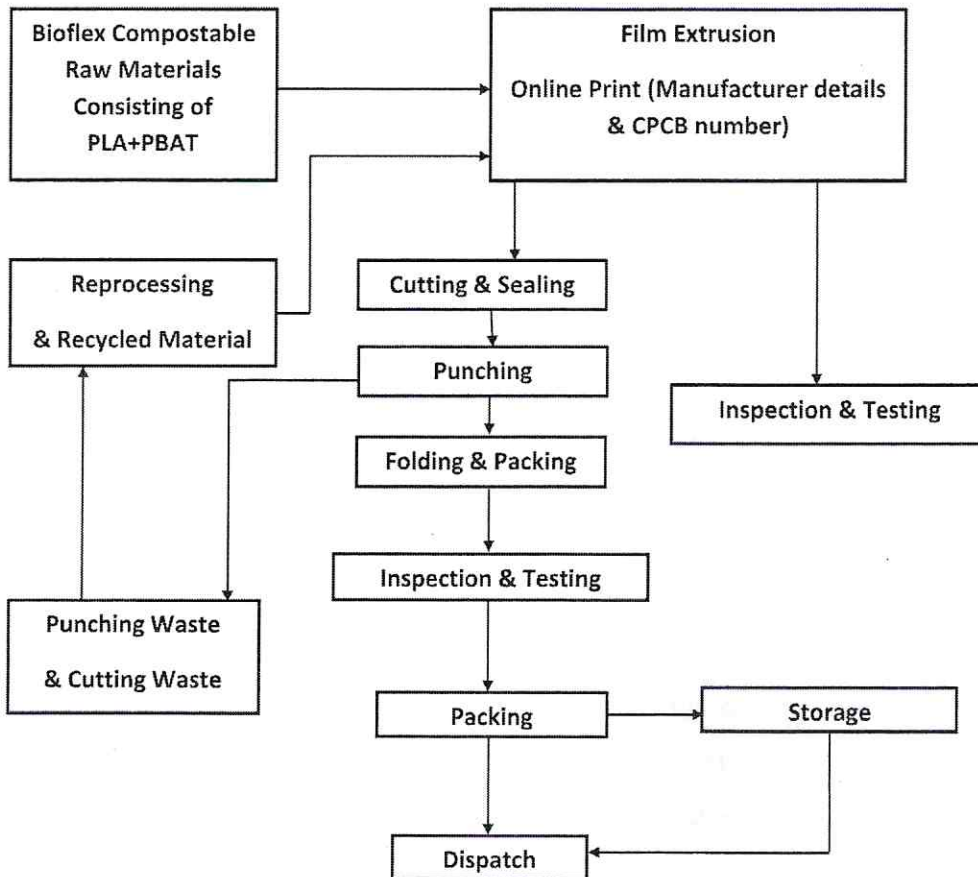 Bioflex Compostable
Raw Materials
Consisting of
PLA+PBAT
Film Extrusion
Online Print (Manufacturer details
& CPCB number)
Reprocessing
& Recycled Material
Cutting & Sealing
Punching
Inspection & Testing
Folding & Packing
Inspection & Testing
Punching Waste
& Cutting Waste
Packing
Storage
Dispatch